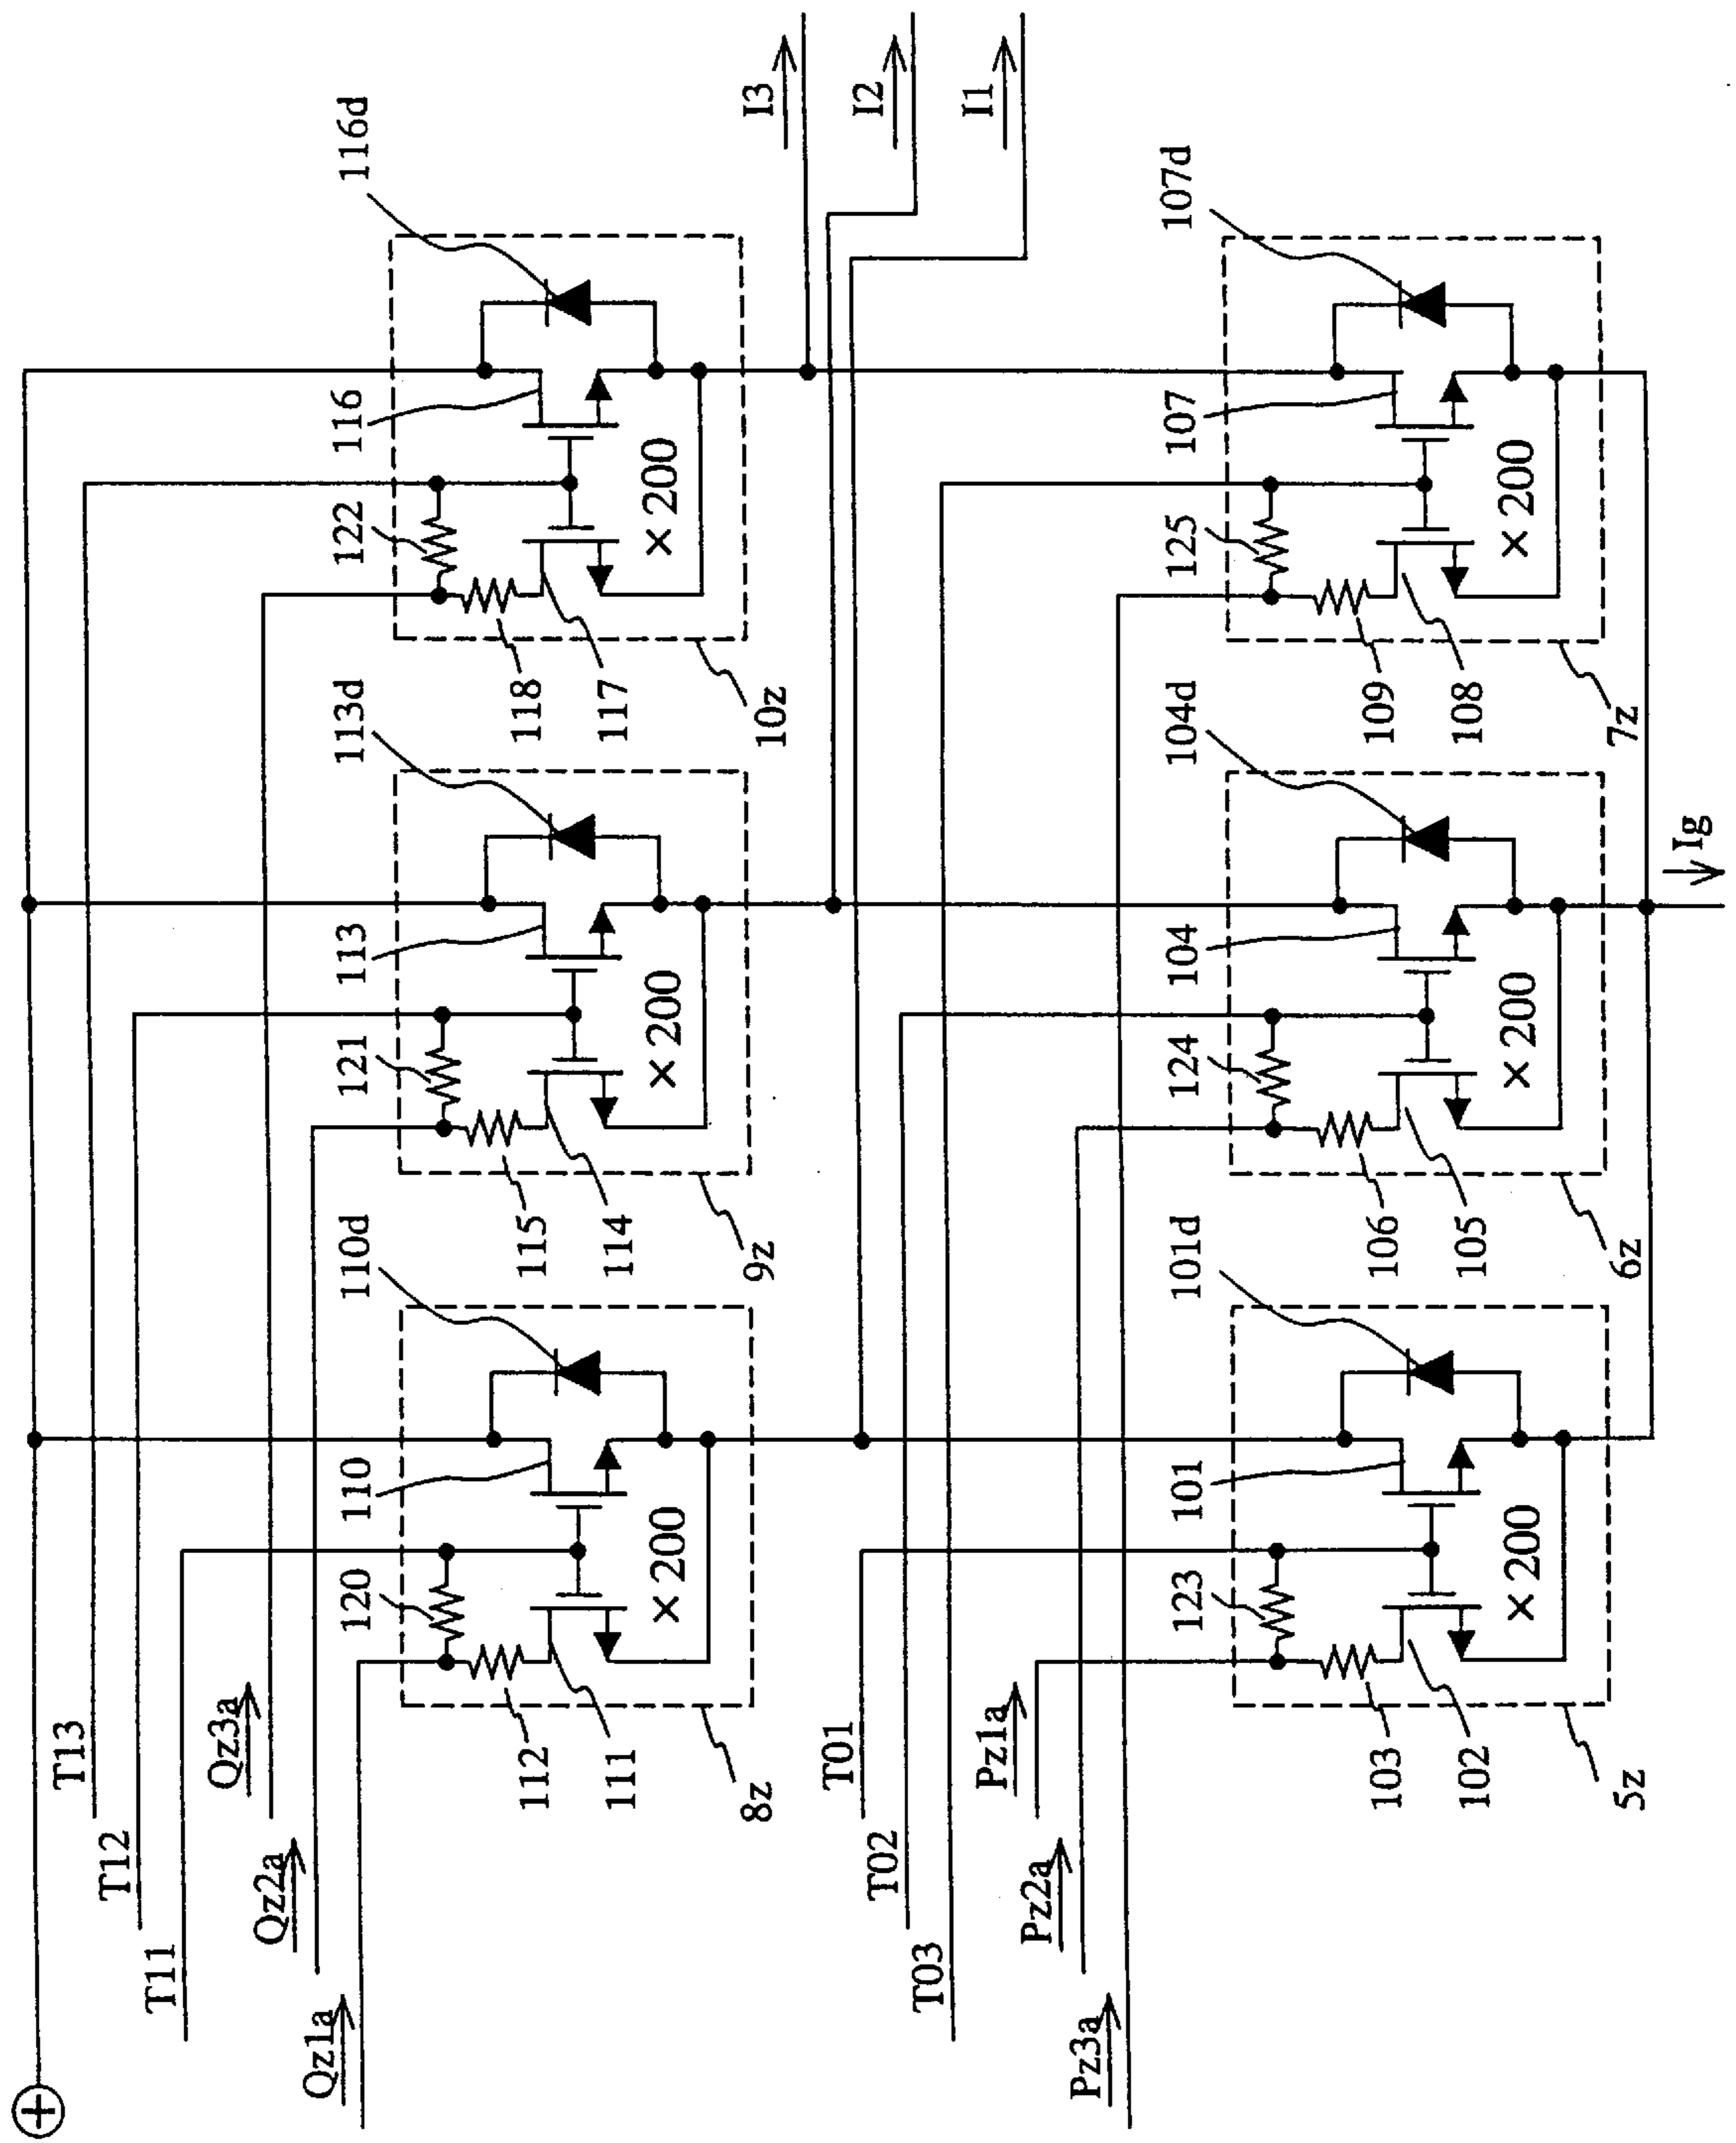 I3
I2
I1
116d
116
122
118
117
×200
10z
107d
107
125
109
108
×200
7z
113d
113
121
115
114
×200
9z
104d
104
124
106
105
×200
6z
Ig
110d
110
120
112
111
×200
8z
101d
101
123
103
102
×200
5z
T13
T12
T11
Qz3a
Qz2a
Qz1a
T01
T02
T03
Pz1a
Pz2a
Pz3a
+